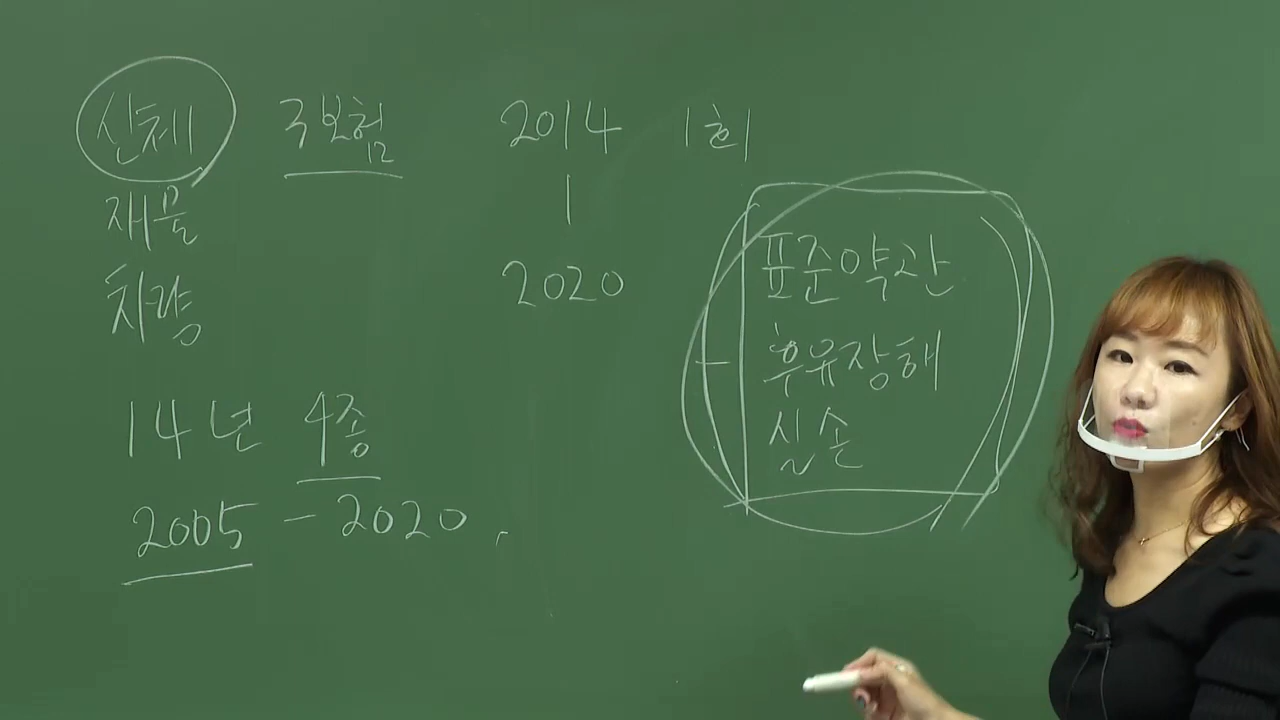 신체 구보험 2014 1회
재물
차량 2020
표준약관
후유장해
실손
14년 4종
2005 - 2020